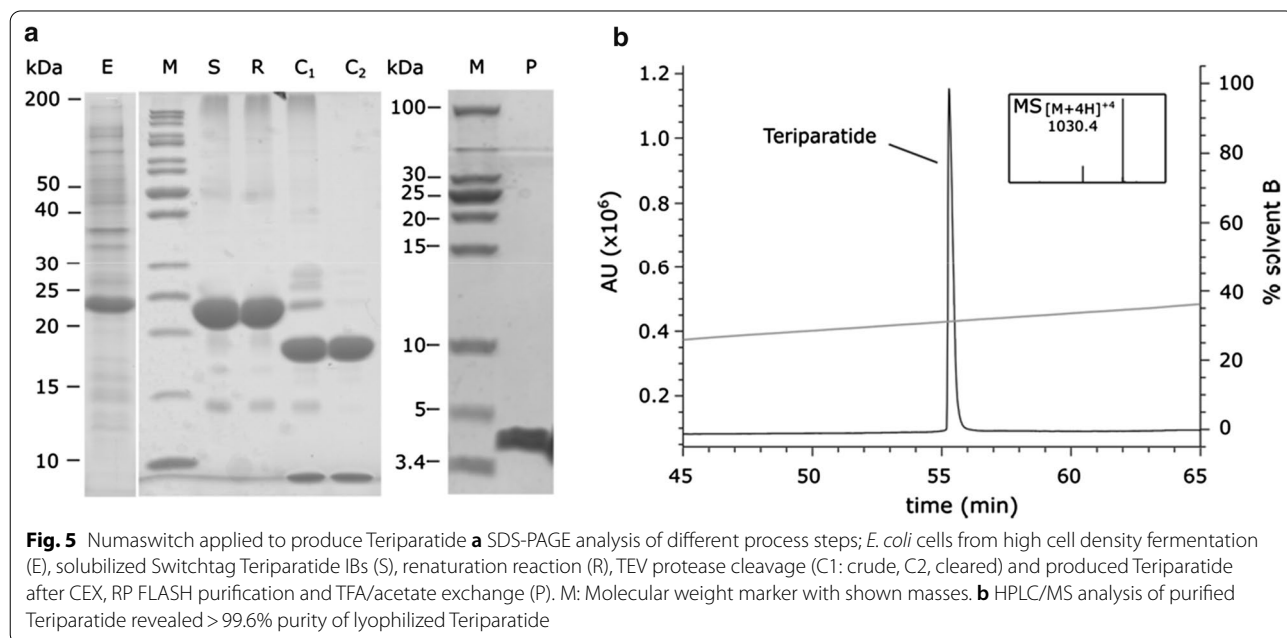 a
kDa E M S R C₁ C₂ kDa M P
200
50
40
30
25
20
15
10
100
30
25
20
15
10
5
3.4
b
1.2
1.0
0.8
0.6
0.4
0.2
AU (x10⁶)
Teriparatide
MS [M+4H]⁺⁴
1030.4
100
80
60
40
20
0
% solvent B
45 50 55 60 65
time (min)
Fig. 5 Numaswitch applied to produce Teriparatide a SDS-PAGE analysis of different process steps; E. coli cells from high cell density fermentation
(E), solubilized Switchtag Teriparatide IBs (S), renaturation reaction (R), TEV protease cleavage (C1: crude, C2, cleared) and produced Teriparatide
after CEX, RP FLASH purification and TFA/acetate exchange (P). M: Molecular weight marker with shown masses. b HPLC/MS analysis of purified
Teriparatide revealed > 99.6% purity of lyophilized Teriparatide